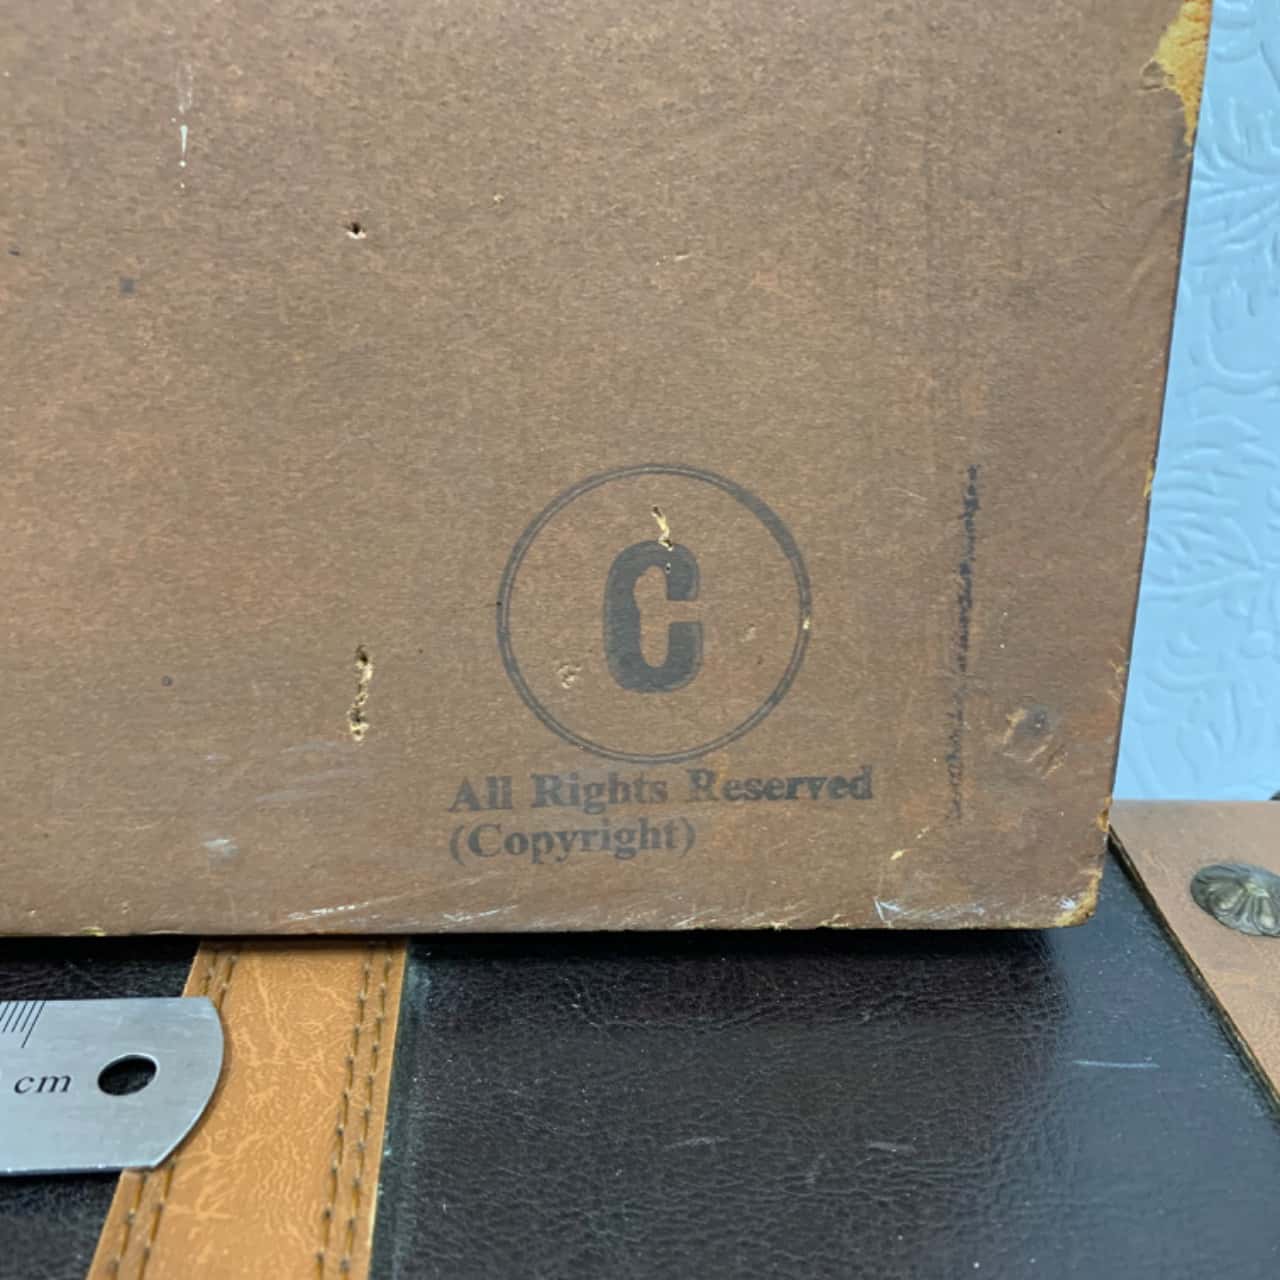 C
All Rights Reserved
(Copyright)
cm